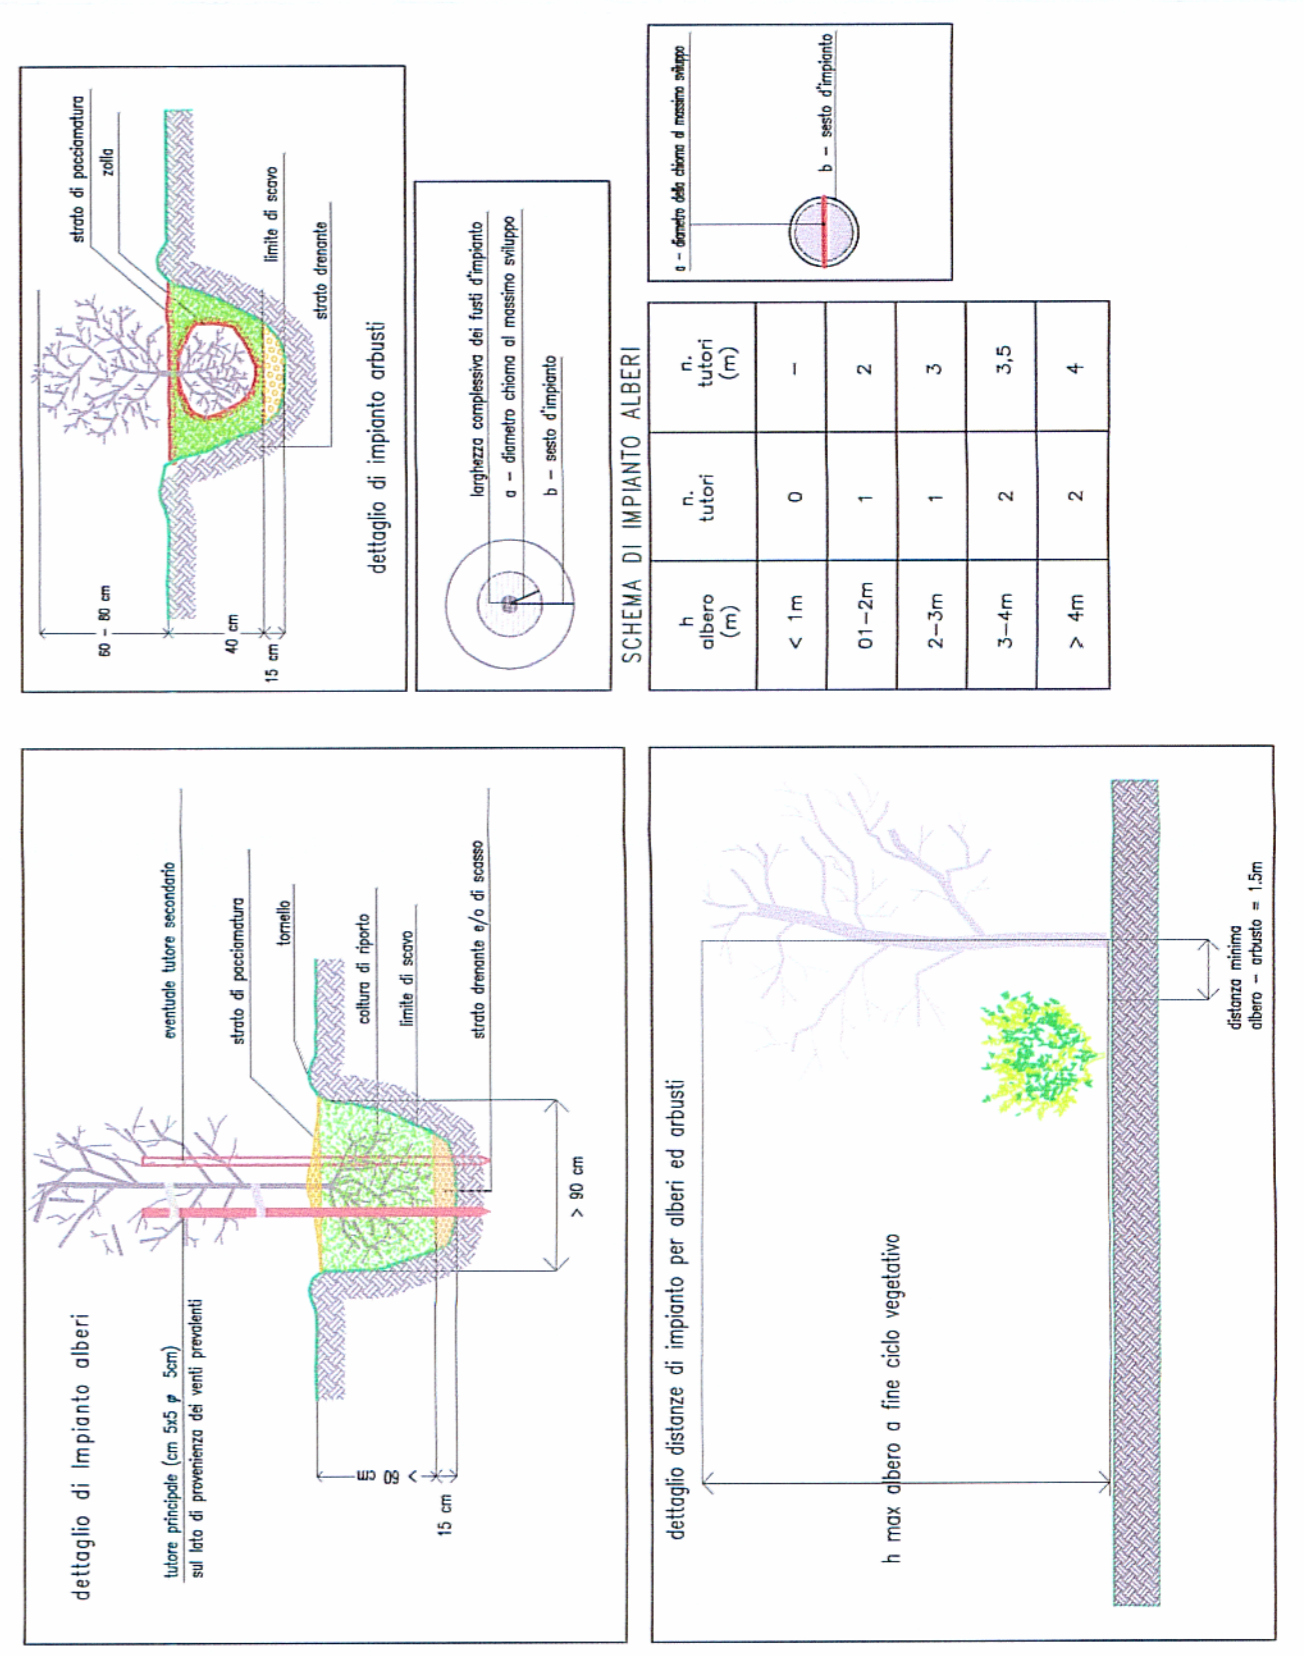 dettaglio di Impianto alberi
tutore principale (cm 5x5 ø 5cm)
sul lato di provenienza dei venti prevalenti
eventuale tutore secondario
strato di pacciamatura
tornello
coltura di riporto
limite di scavo
strato drenante e/o di scasso
> 60 cm
15 cm
> 90 cm
strato di pacciamatura
zolla
limite di scavo
strato drenante
60 - 80 cm
40 cm
15 cm
dettaglio di impianto arbusti
larghezza complessiva dei fusti d'impianto
a - diametro chioma al massimo sviluppo
b - sesto d'impianto
SCHEMA DI IMPIANTO ALBERI
h albero (m) n. tutori n. tutori (m)
< 1m 0 -
01-2m 1 2
2-3m 1 3
3-4m 2 3,5
> 4m 2 4
a - diametro della chioma al massimo sviluppo
b - sesto d'impianto
dettaglio distanze di impianto per alberi ed arbusti
h max albero a fine ciclo vegetativo
distanza minima
albero - arbusto = 1.5m